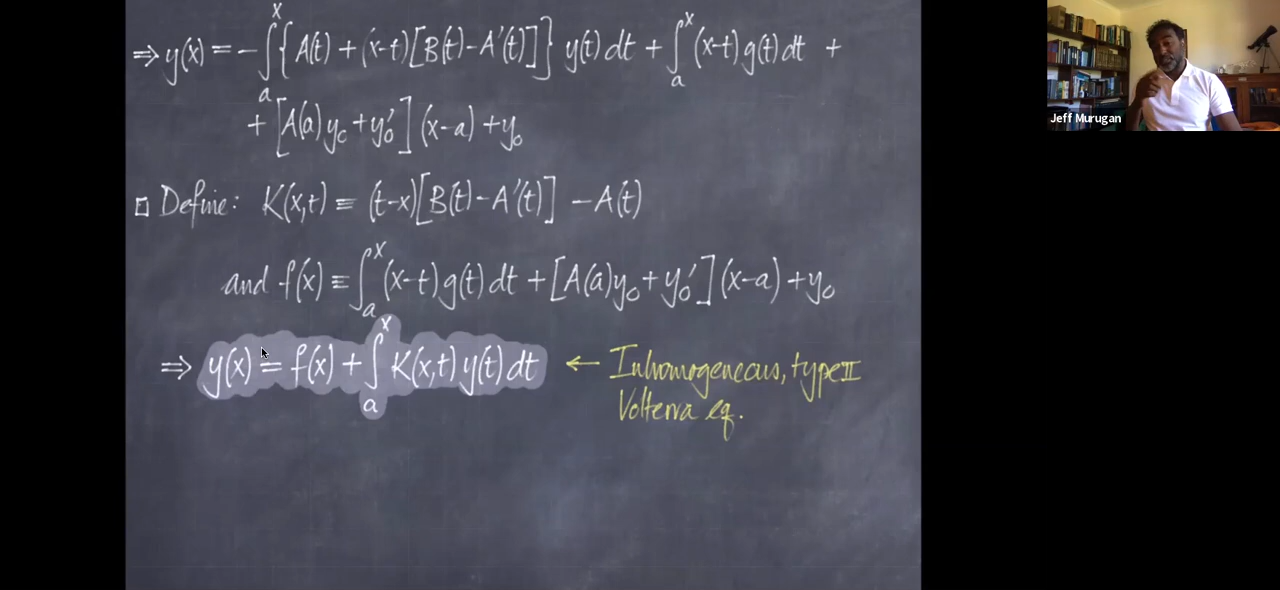 ⇒ y(x) = -∫ₐˣ { A(t) + (x-t)[B(t)-A'(t)] } y(t) dt + ∫ₐˣ (x-t) g(t) dt +
+ [A(a)y₀ + y₀'] (x-a) + y₀
□ Define: K(x,t) ≡ (t-x)[B(t)-A'(t)] - A(t)
and f(x) ≡ ∫ₐˣ (x-t) g(t) dt + [A(a)y₀ + y₀'] (x-a) + y₀
⇒ y(x) = f(x) + ∫ₐˣ K(x,t) y(t) dt ← Inhomogeneous, type II
Volterra eq.
Jeff Murugan